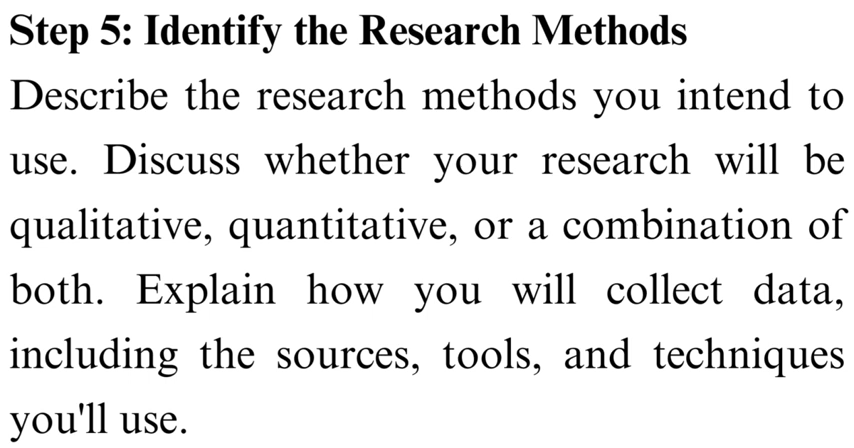 Step 5: Identify the Research Methods
Describe the research methods you intend to
use. Discuss whether your research will be
qualitative, quantitative, or a combination of
both. Explain how you will collect data,
including the sources, tools, and techniques
you'll use.